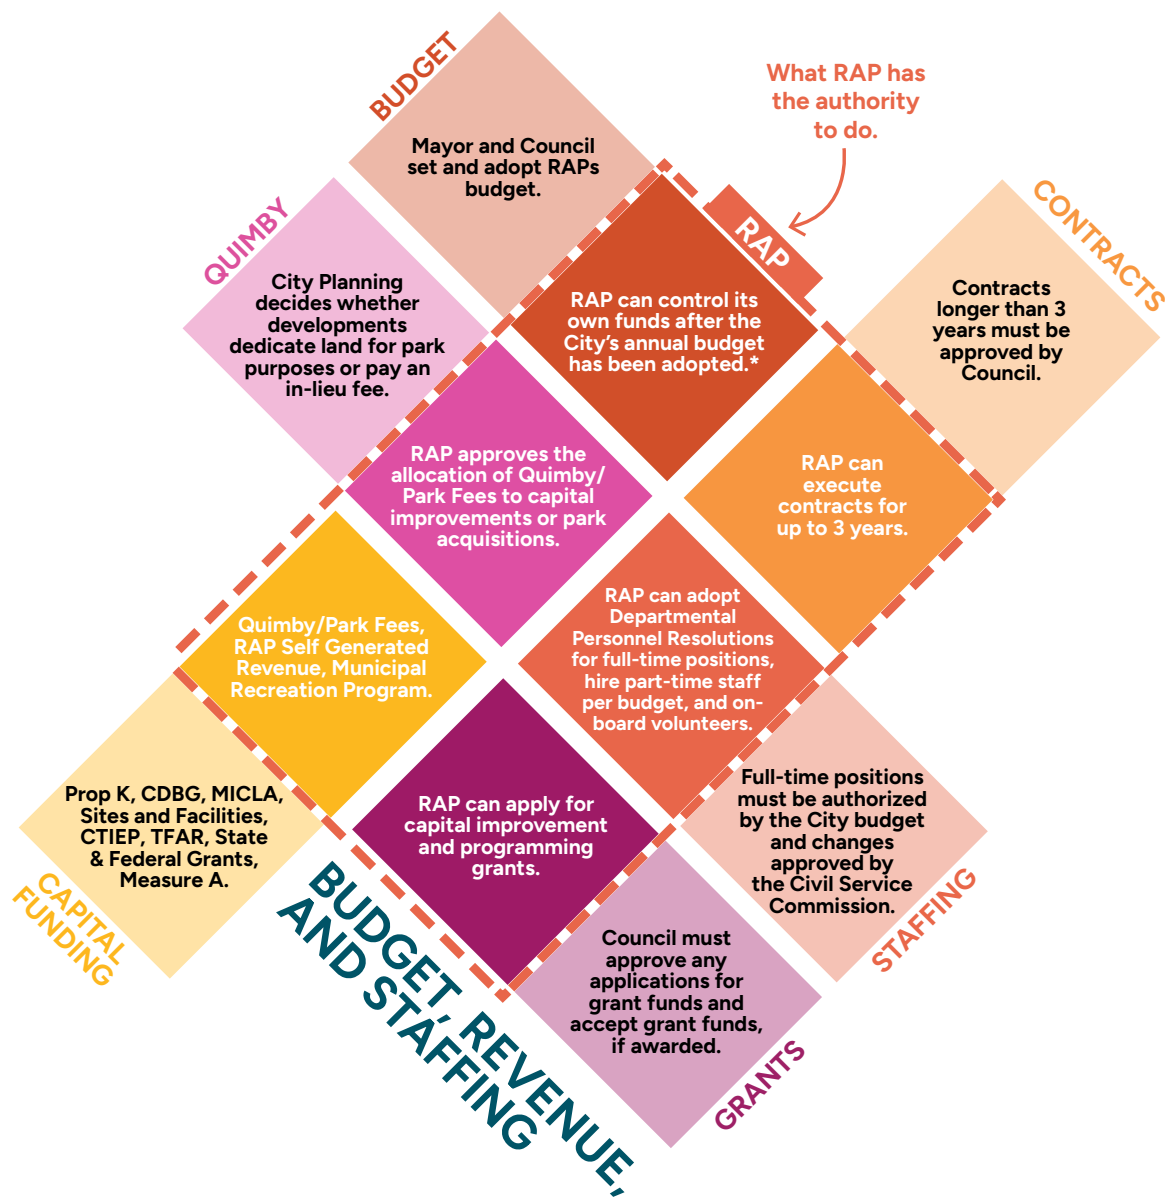 BUDGET
Mayor and Council
set and adopt RAPs
budget.
What RAP has
the authority
to do.
RAP
QUIMBY
City Planning
decides whether
developments
dedicate land for park
purposes or pay an
in-lieu fee.
RAP can control its
own funds after the
City’s annual budget
has been adopted.*
CONTRACTS
Contracts
longer than 3
years must be
approved by
Council.
RAP approves the
allocation of Quimby/
Park Fees to capital
improvements or park
acquisitions.
RAP can
execute
contracts for
up to 3 years.
Quimby/Park Fees,
RAP Self Generated
Revenue, Municipal
Recreation Program.
RAP can adopt
Departmental
Personnel Resolutions
for full-time positions,
hire part-time staff
per budget, and on-
board volunteers.
Prop K, CDBG, MICLA,
Sites and Facilities,
CTIEP, TFAR, State
& Federal Grants,
Measure A.
CAPITAL
FUNDING
RAP can apply for
capital improvement
and programming
grants.
Full-time positions
must be authorized
by the City budget
and changes
approved by
the Civil Service
Commission.
STAFFING
Council must
approve any
applications for
grant funds and
accept grant funds,
if awarded.
GRANTS
BUDGET, REVENUE,
AND STAFFING